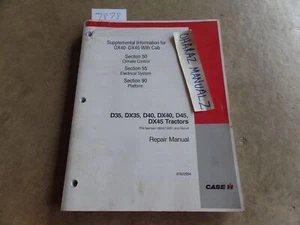 7878
Supplemental Information for
DX40 -DX45 With Cab
Section 50
Climate Control
Section 55
Electrical System
Section 90
Platform
D35, DX35, D40, DX40, D45,
DX45 Tractors
Repair Manual
CASE IH